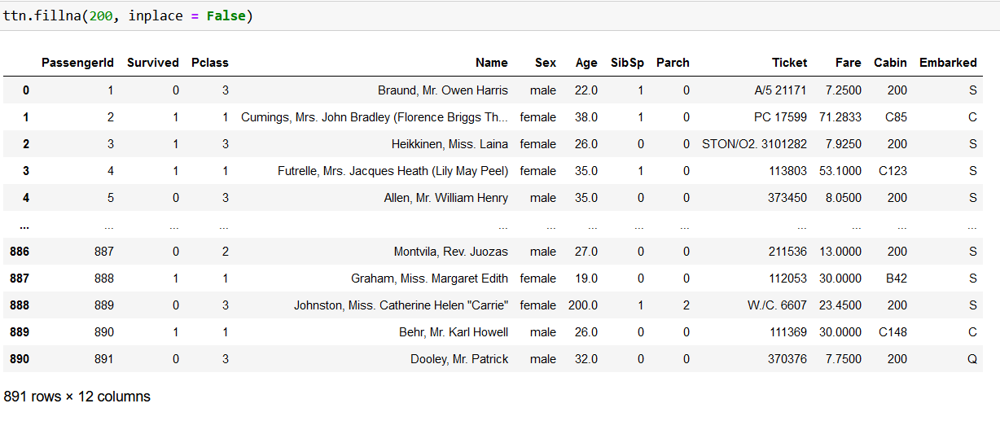 ttn.fillna(200, inplace = False)
PassengerId Survived Pclass Name Sex Age SibSp Parch Ticket Fare Cabin Embarked
0 1 0 3 Braund, Mr. Owen Harris male 22.0 1 0 A/5 21171 7.2500 200 S
1 2 1 1 Cumings, Mrs. John Bradley (Florence Briggs Th... female 38.0 1 0 PC 17599 71.2833 C85 C
2 3 1 3 Heikkinen, Miss. Laina female 26.0 0 0 STON/O2. 3101282 7.9250 200 S
3 4 1 1 Futrelle, Mrs. Jacques Heath (Lily May Peel) female 35.0 1 0 113803 53.1000 C123 S
4 5 0 3 Allen, Mr. William Henry male 35.0 0 0 373450 8.0500 200 S
... ... ... ... ... ... ... ... ... ... ... ... ...
886 887 0 2 Montvila, Rev. Juozas male 27.0 0 0 211536 13.0000 200 S
887 888 1 1 Graham, Miss. Margaret Edith female 19.0 0 0 112053 30.0000 B42 S
888 889 0 3 Johnston, Miss. Catherine Helen "Carrie" female 200.0 1 2 W./C. 6607 23.4500 200 S
889 890 1 1 Behr, Mr. Karl Howell male 26.0 0 0 111369 30.0000 C148 C
890 891 0 3 Dooley, Mr. Patrick male 32.0 0 0 370376 7.7500 200 Q
891 rows × 12 columns